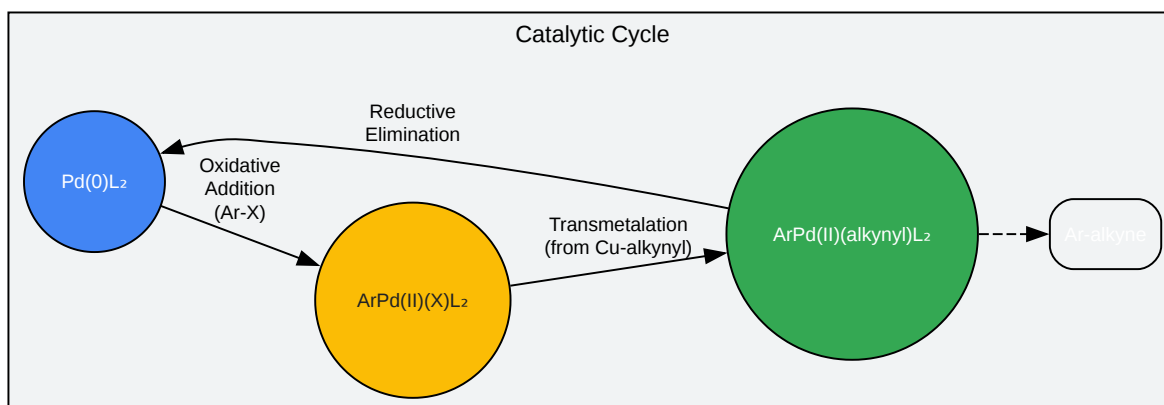 Catalytic Cycle
Reductive
Elimination
Pd(0)L₂
Oxidative
Addition
(Ar-X)
Transmetalation
(from Cu-alkynyl)
ArPd(II)(alkynyl)L₂
Ar-alkyne
ArPd(II)(X)L₂